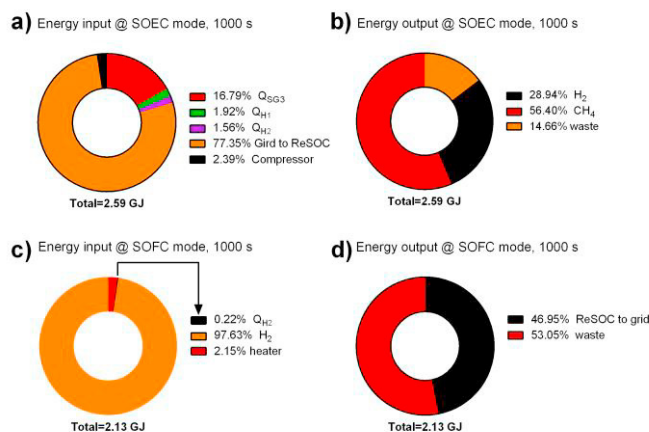 a) Energy input @ SOEC mode, 1000 s
16.79% Q_SG3
1.92% Q_H1
1.56% Q_H2
77.35% Gird to ReSOC
2.39% Compressor
Total=2.59 GJ
b) Energy output @ SOEC mode, 1000 s
28.94% H₂
56.40% CH₄
14.66% waste
Total=2.59 GJ
c) Energy input @ SOFC mode, 1000 s
0.22% Q_H2
97.63% H₂
2.15% heater
Total=2.13 GJ
d) Energy output @ SOFC mode, 1000 s
46.95% ReSOC to grid
53.05% waste
Total=2.13 GJ